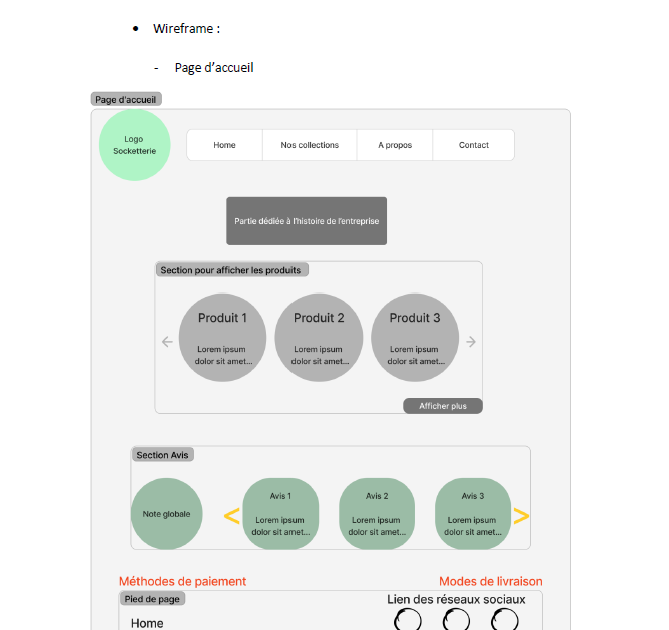 Wireframe :
- Page d'accueil
Page d'accueil
Logo
Socketterie
Home
Nos collections
A propos
Contact
Partie dédiée à l'histoire de l'entreprise
Section pour afficher les produits
Produit 1
Lorem ipsum
dolor sit amet...
Produit 2
Lorem ipsum
dolor sit amet...
Produit 3
Lorem ipsum
dolor sit amet...
Afficher plus
Section Avis
Note globale
<
Avis 1
Lorem ipsum
dolor sit amet...
Avis 2
Lorem ipsum
dolor sit amet...
Avis 3
Lorem ipsum
dolor sit amet...
>
Méthodes de paiement
Modes de livraison
Pied de page
Lien des réseaux sociaux
Home